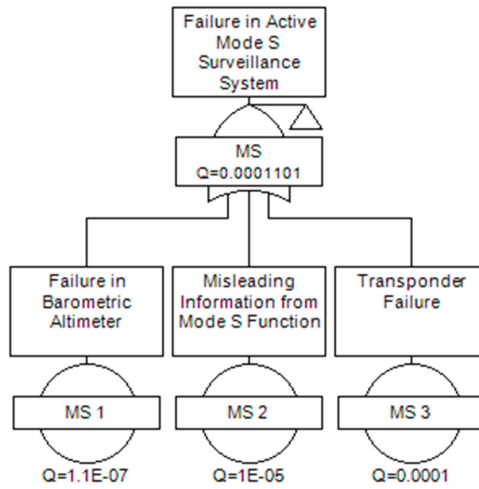 Failure in Active
Mode S
Surveillance
System
MS
Q=0.0001101
Failure in
Barometric
Altimeter
Misleading
Information from
Mode S Function
Transponder
Failure
MS 1
MS 2
MS 3
Q=1.1E-07
Q=1E-05
Q=0.0001